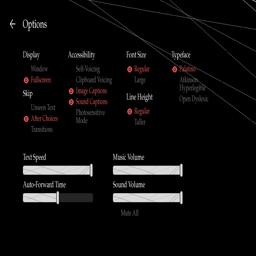 Options
Display
Window
Fullscreen
Skip
Unseen Text
After Choices
Transitions
Accessibility
Self-Voicing
Clipboard Voicing
Image Captions
Sound Captions
Photosensitive
Mode
Font Size
Regular
Large
Line Height
Regular
Taller
Typeface
Palatino
Atkinson
Hyperlegible
Open Dyslexic
Text Speed
Auto-Forward Time
Music Volume
Sound Volume
Mute All